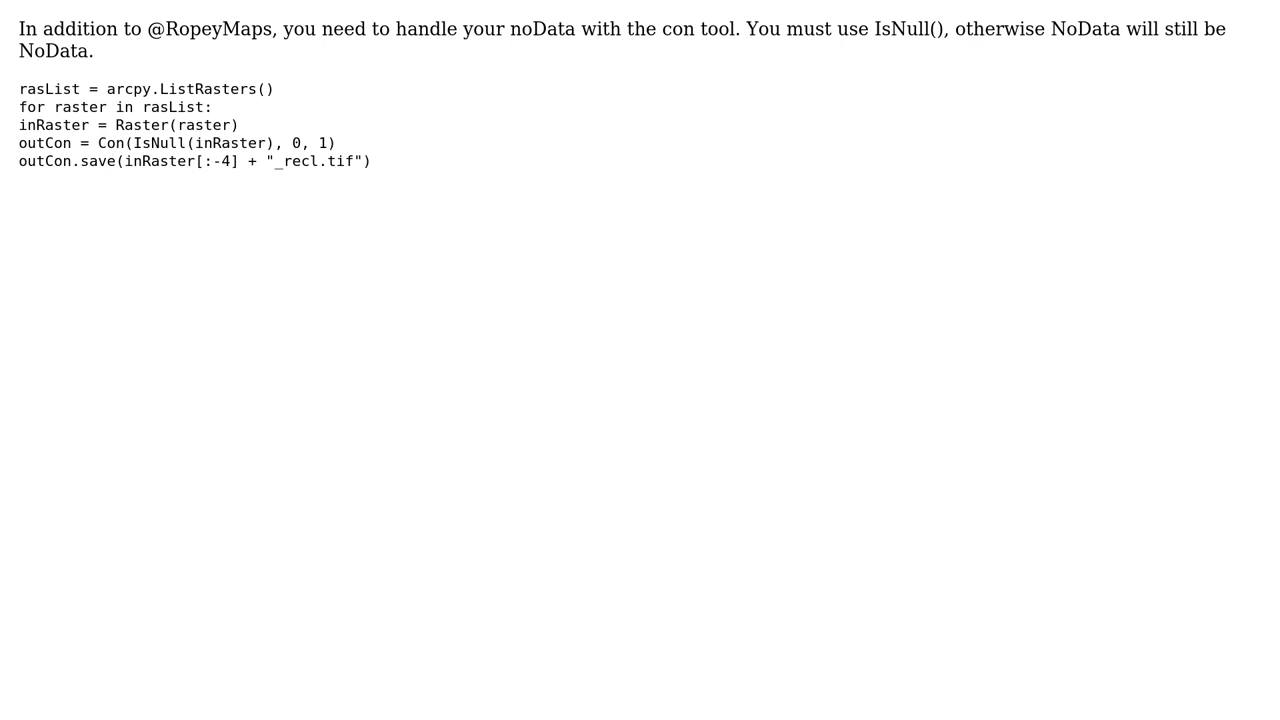 In addition to @RopeyMaps, you need to handle your noData with the con tool. You must use IsNull(), otherwise NoData will still be
NoData.
rasList = arcpy.ListRasters()
for raster in rasList:
inRaster = Raster(raster)
outCon = Con(IsNull(inRaster), 0, 1)
outCon.save(inRaster[:-4] + "_recl.tif")